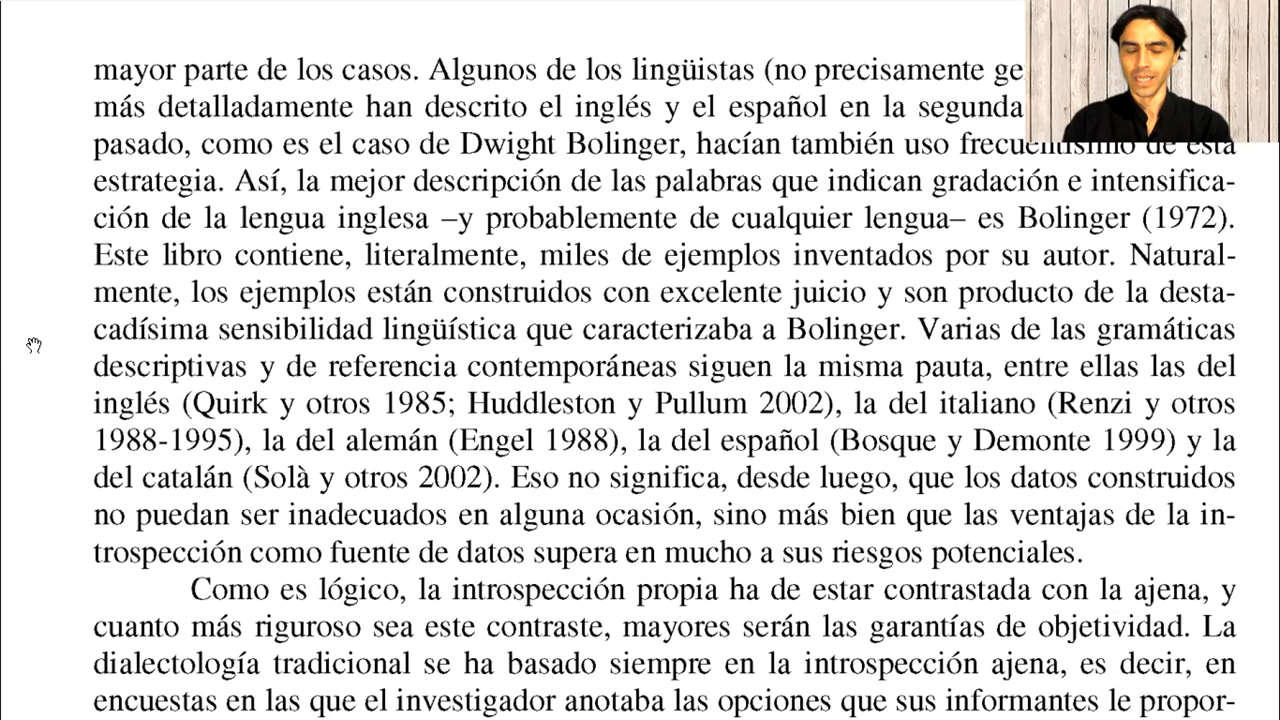 mayor parte de los casos. Algunos de los lingüistas (no precisamente
más detalladamente han descrito el inglés y el español en la segunda
pasado, como es el caso de Dwight Bolinger, hacían también uso frecuentísimo de esta
estrategia. Así, la mejor descripción de las palabras que indican gradación e intensifica-
ción de la lengua inglesa –y probablemente de cualquier lengua– es Bolinger (1972).
Este libro contiene, literalmente, miles de ejemplos inventados por su autor. Natural-
mente, los ejemplos están construidos con excelente juicio y son producto de la desta-
cadísima sensibilidad lingüística que caracterizaba a Bolinger. Varias de las gramáticas
descriptivas y de referencia contemporáneas siguen la misma pauta, entre ellas las del
inglés (Quirk y otros 1985; Huddleston y Pullum 2002), la del italiano (Renzi y otros
1988-1995), la del alemán (Engel 1988), la del español (Bosque y Demonte 1999) y la
del catalán (Solà y otros 2002). Eso no significa, desde luego, que los datos construidos
no puedan ser inadecuados en alguna ocasión, sino más bien que las ventajas de la in-
trospección como fuente de datos supera en mucho a sus riesgos potenciales.
Como es lógico, la introspección propia ha de estar contrastada con la ajena, y
cuanto más riguroso sea este contraste, mayores serán las garantías de objetividad. La
dialectología tradicional se ha basado siempre en la introspección ajena, es decir, en
encuestas en las que el investigador anotaba las opciones que sus informantes le propor-